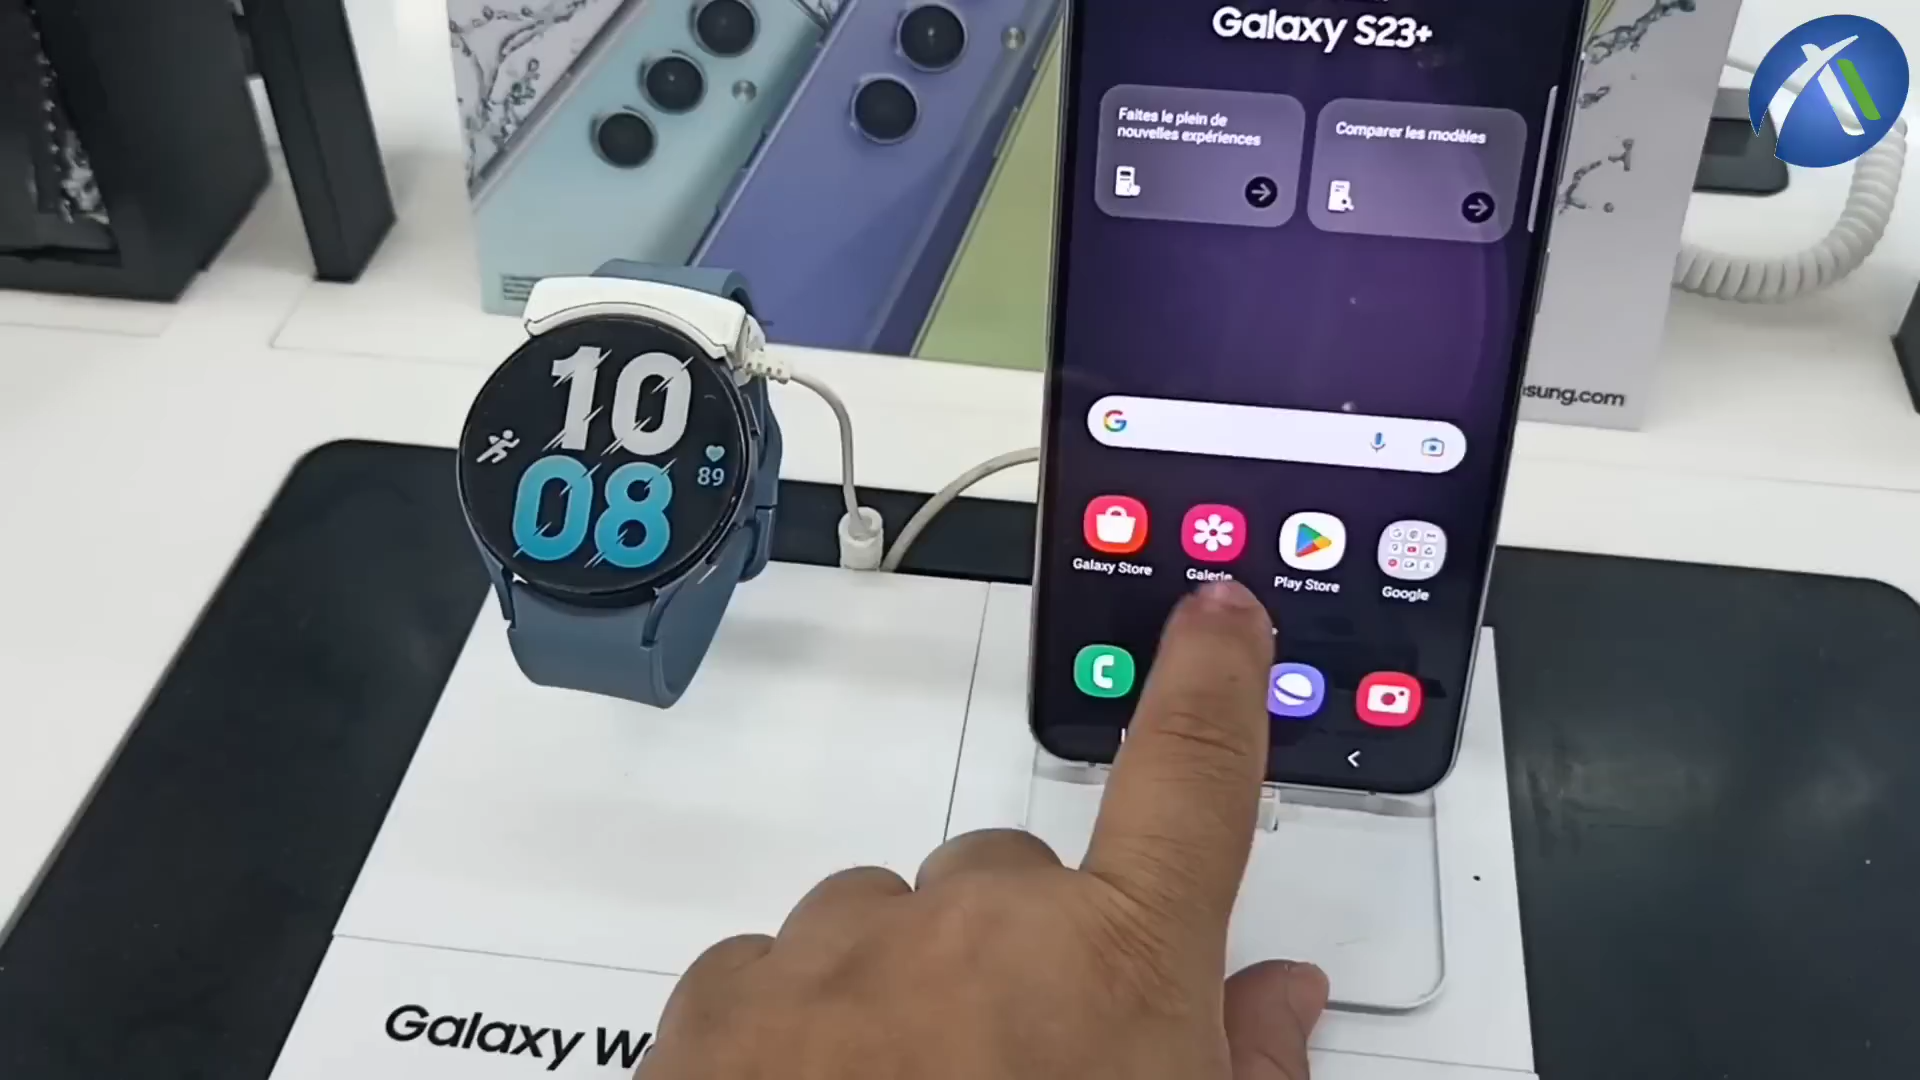 Galaxy S23+
Faites le plein de
nouvelles expériences
Comparer les modèles
10
08
89
sung.com
Galaxy Store
Galerie
Play Store
Google
Galaxy